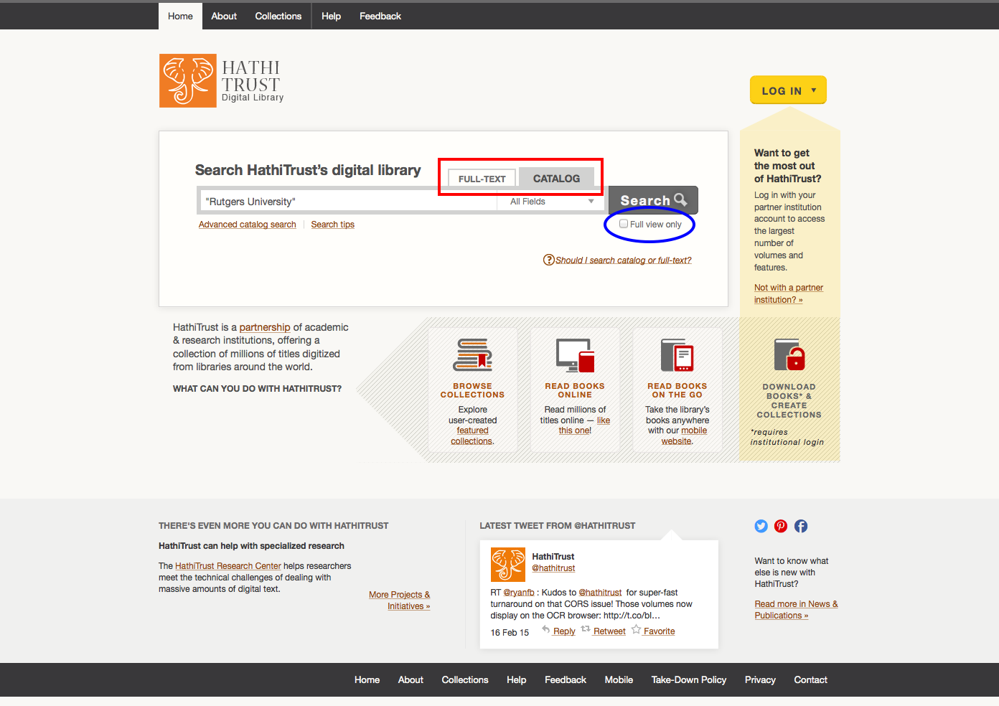 Home About Collections Help Feedback
HATHI
TRUST
Digital Library
LOG IN
Search HathiTrust's digital library
FULL-TEXT CATALOG
"Rutgers University" All Fields Search
Advanced catalog search Search tips Full view only
Should I search catalog or full-text?
Want to get
the most out
of HathiTrust?
Log in with your
partner institution
account to access
the largest
number of
volumes and
features.
Not with a partner
institution? »
HathiTrust is a partnership of academic
& research institutions, offering a
collection of millions of titles digitized
from libraries around the world.
WHAT CAN YOU DO WITH HATHITRUST?
BROWSE
COLLECTIONS
Explore
user-created
featured
collections.
READ BOOKS
ONLINE
Read millions of
titles online — like
this one!
READ BOOKS
ON THE GO
Take the library's
books anywhere
with our mobile
website.
DOWNLOAD
BOOKS* &
CREATE
COLLECTIONS
*requires
institutional login
THERE'S EVEN MORE YOU CAN DO WITH HATHITRUST
HathiTrust can help with specialized research
The HathiTrust Research Center helps researchers
meet the technical challenges of dealing with
massive amounts of digital text.
More Projects &
Initiatives »
LATEST TWEET FROM @HATHITRUST
HathiTrust
@hathitrust
RT @ryanfb : Kudos to @hathitrust for super-fast
turnaround on that CORS issue! Those volumes now
display on the OCR browser: http://t.co/bI…
16 Feb 15 Reply Retweet Favorite
Want to know what
else is new with
HathiTrust?
Read more in News &
Publications »
Home About Collections Help Feedback Mobile Take-Down Policy Privacy Contact